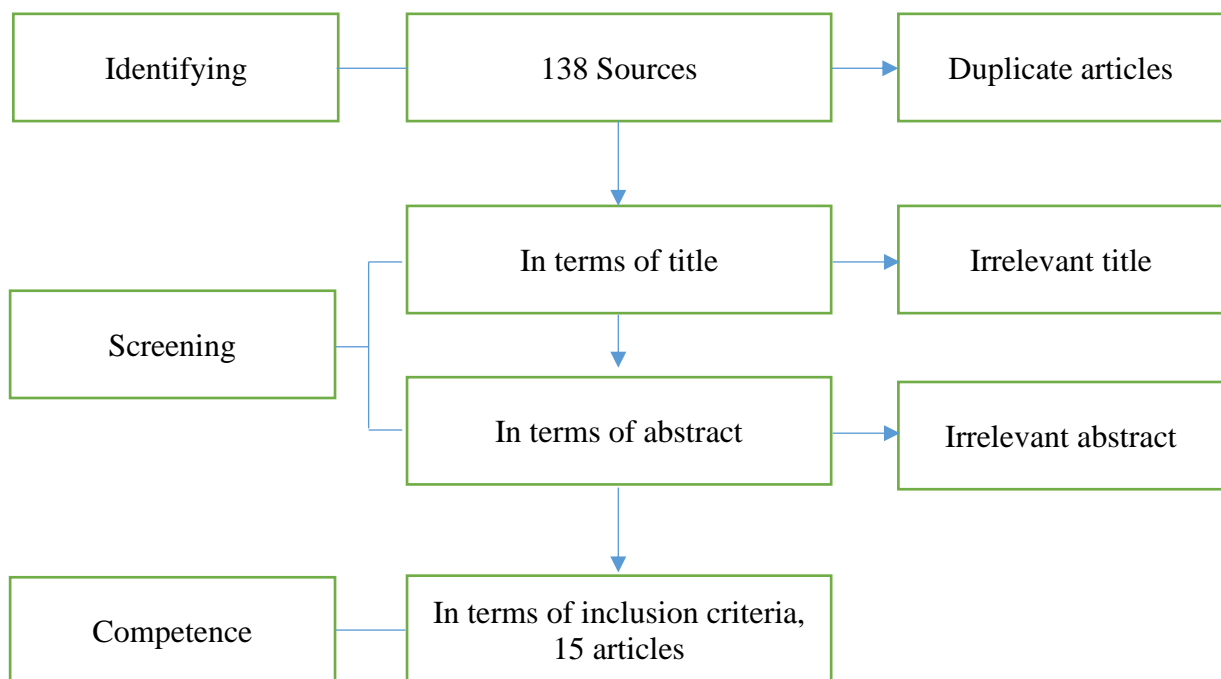 Identifying
138 Sources
Duplicate articles
In terms of title
Irrelevant title
Screening
In terms of abstract
Irrelevant abstract
Competence
In terms of inclusion criteria,
15 articles